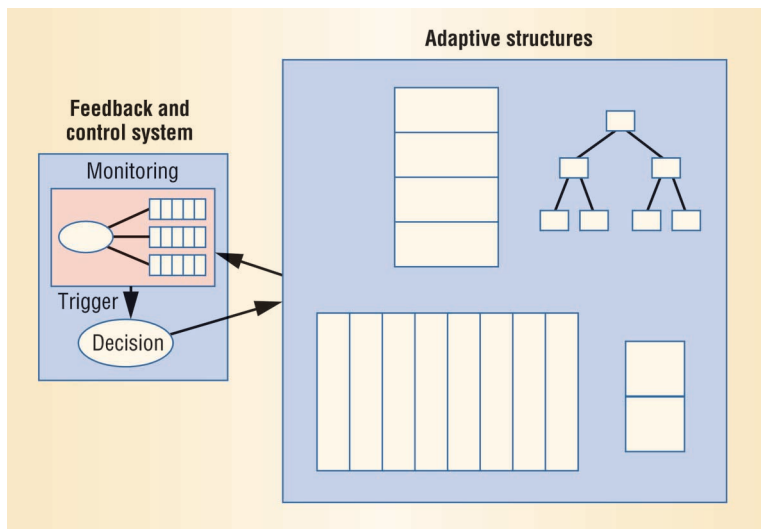 Adaptive structures
Feedback and
control system
Monitoring
Trigger
Decision